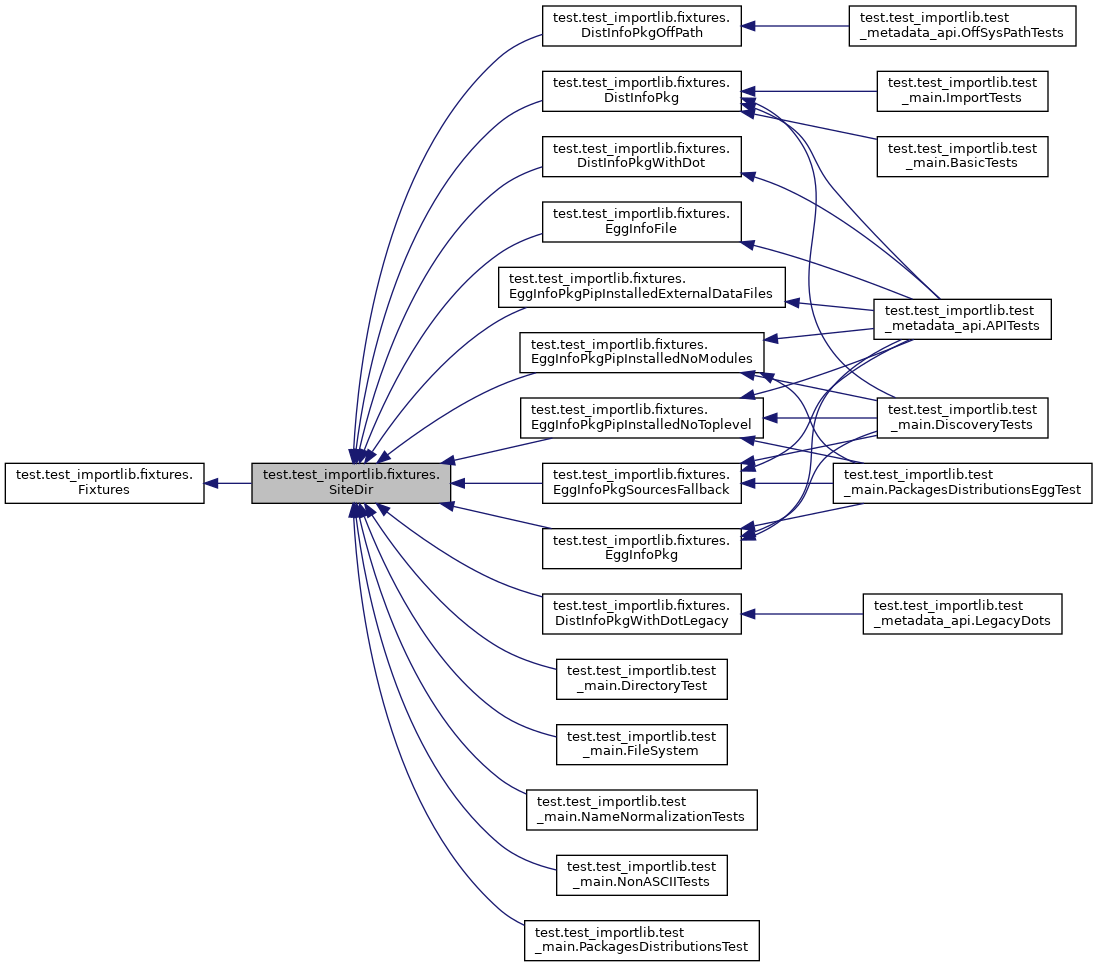 test.test_importlib.fixtures.
Fixtures
test.test_importlib.fixtures.
SiteDir
test.test_importlib.fixtures.
DistInfoPkgOffPath
test.test_importlib.fixtures.
DistInfoPkg
test.test_importlib.fixtures.
DistInfoPkgWithDot
test.test_importlib.fixtures.
EggInfoFile
test.test_importlib.fixtures.
EggInfoPkgPipInstalledExternalDataFiles
test.test_importlib.fixtures.
EggInfoPkgPipInstalledNoModules
test.test_importlib.fixtures.
EggInfoPkgPipInstalledNoToplevel
test.test_importlib.fixtures.
EggInfoPkgSourcesFallback
test.test_importlib.fixtures.
EggInfoPkg
test.test_importlib.fixtures.
DistInfoPkgWithDotLegacy
test.test_importlib.test
_main.DirectoryTest
test.test_importlib.test
_main.FileSystem
test.test_importlib.test
_main.NameNormalizationTests
test.test_importlib.test
_main.NonASCIITests
test.test_importlib.test
_main.PackagesDistributionsTest
test.test_importlib.test
_metadata_api.OffSysPathTests
test.test_importlib.test
_main.ImportTests
test.test_importlib.test
_main.BasicTests
test.test_importlib.test
_metadata_api.APITests
test.test_importlib.test
_main.DiscoveryTests
test.test_importlib.test
_main.PackagesDistributionsEggTest
test.test_importlib.test
_metadata_api.LegacyDots